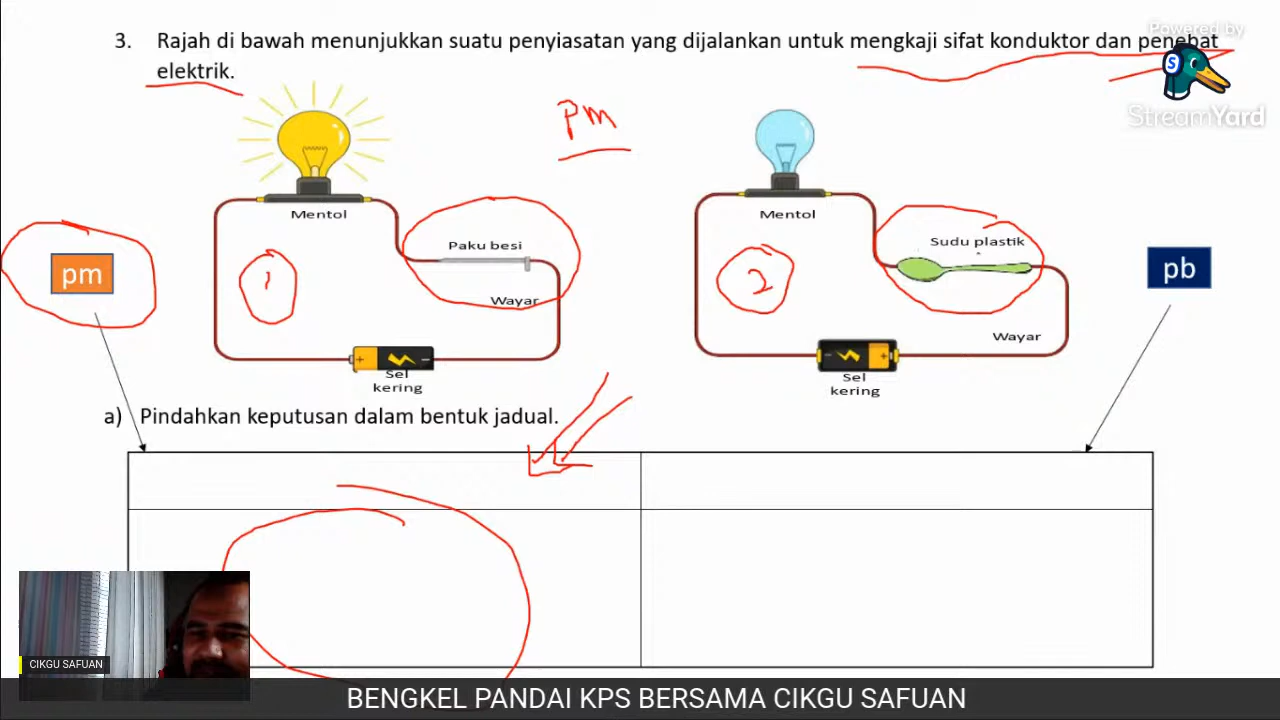 Powered by
StreamYard
3. Rajah di bawah menunjukkan suatu penyiasatan yang dijalankan untuk mengkaji sifat konduktor dan penebat
elektrik.
Pm
Mentol
Paku besi
Wayar
Sel
kering
1
Mentol
Sudu plastik
Wayar
Sel
kering
2
pm
pb
a) Pindahkan keputusan dalam bentuk jadual.
CIKGU SAFUAN
BENGKEL PANDAI KPS BERSAMA CIKGU SAFUAN